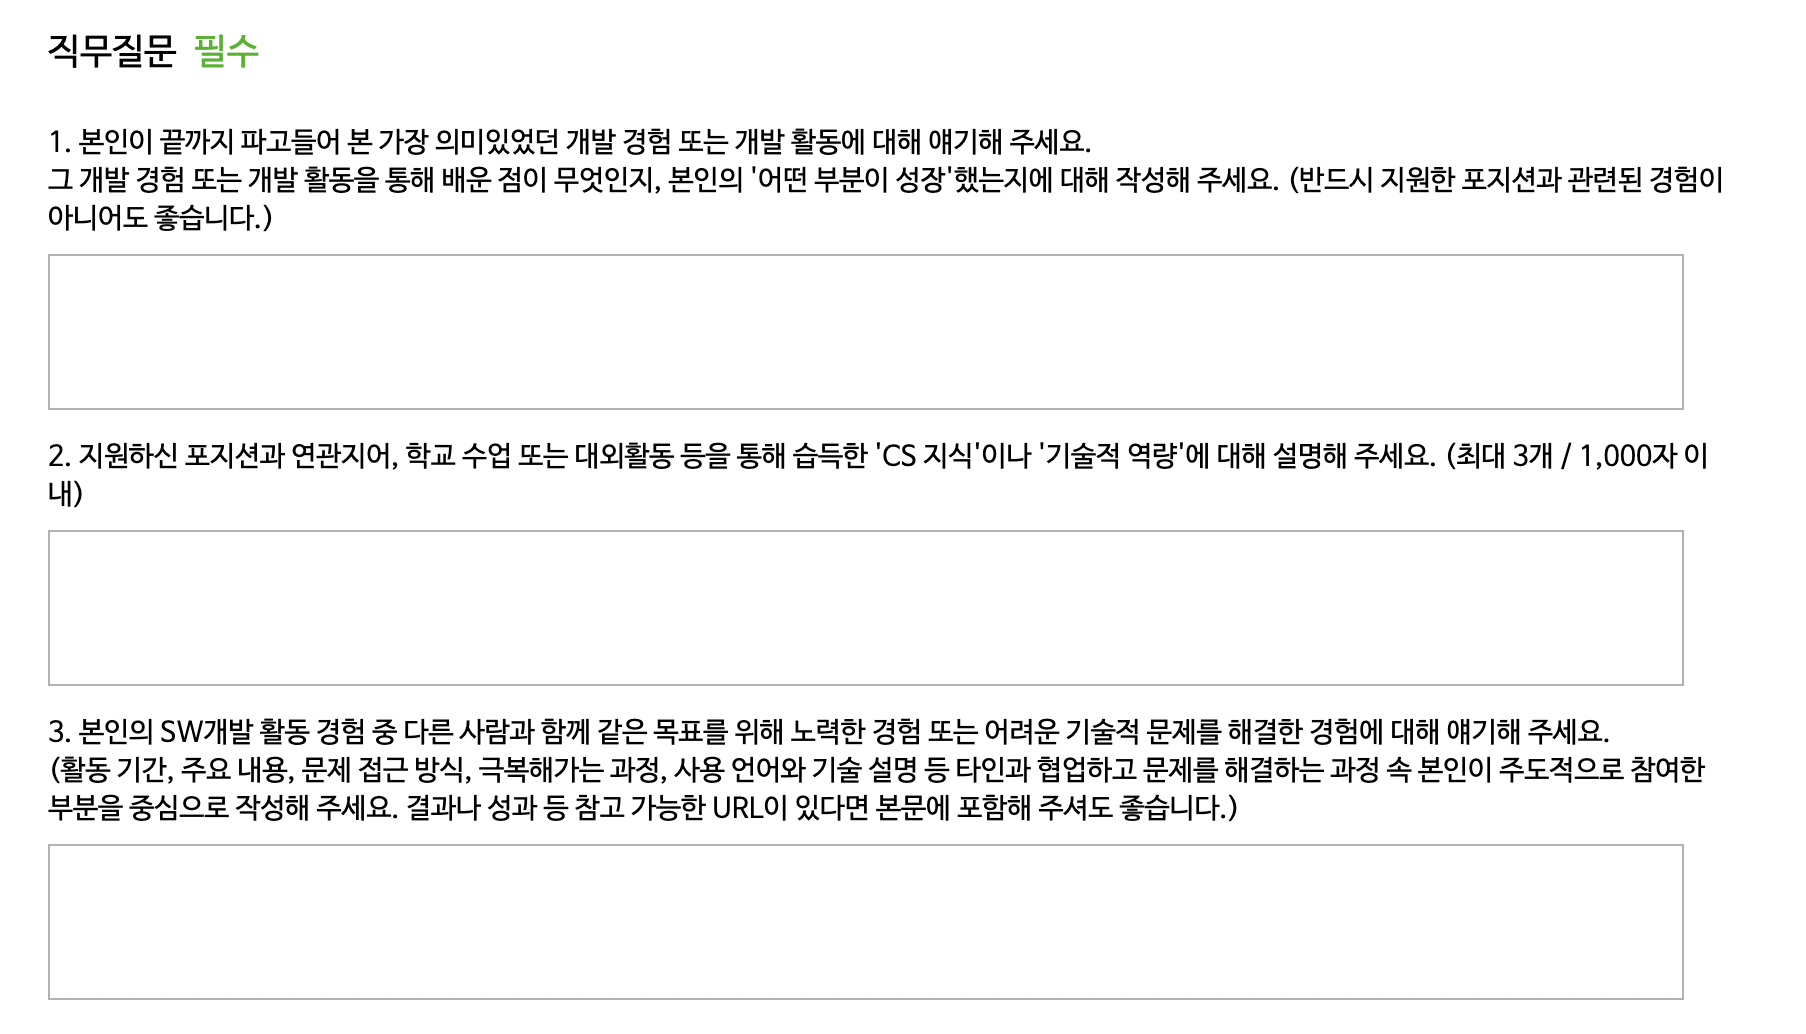 직무질문 필수
1. 본인이 끝까지 파고들어 본 가장 의미있었던 개발 경험 또는 개발 활동에 대해 얘기해 주세요.
그 개발 경험 또는 개발 활동을 통해 배운 점이 무엇인지, 본인의 '어떤 부분이 성장'했는지에 대해 작성해 주세요. (반드시 지원한 포지션과 관련된 경험이
아니어도 좋습니다.)
2. 지원하신 포지션과 연관지어, 학교 수업 또는 대외활동 등을 통해 습득한 'CS 지식'이나 '기술적 역량'에 대해 설명해 주세요. (최대 3개 / 1,000자 이
내)
3. 본인의 SW개발 활동 경험 중 다른 사람과 함께 같은 목표를 위해 노력한 경험 또는 어려운 기술적 문제를 해결한 경험에 대해 얘기해 주세요.
(활동 기간, 주요 내용, 문제 접근 방식, 극복해가는 과정, 사용 언어와 기술 설명 등 타인과 협업하고 문제를 해결하는 과정 속 본인이 주도적으로 참여한
부분을 중심으로 작성해 주세요. 결과나 성과 등 참고 가능한 URL이 있다면 본문에 포함해 주셔도 좋습니다.)